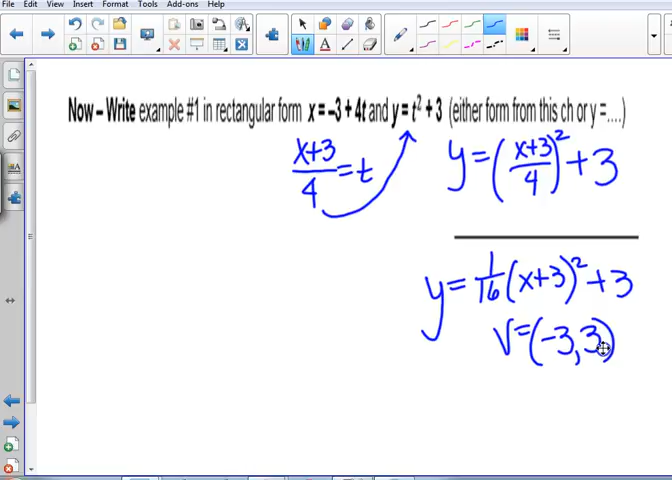 Edit View Insert Format Tools Add-ons Help
Now – Write example #1 in rectangular form x = –3 + 4t and y = t² + 3 (either form from this ch or y =....)
(x+3)/4 = t
y = ((x+3)/4)² + 3
y = 1/16 (x+3)² + 3
V = (-3, 3)